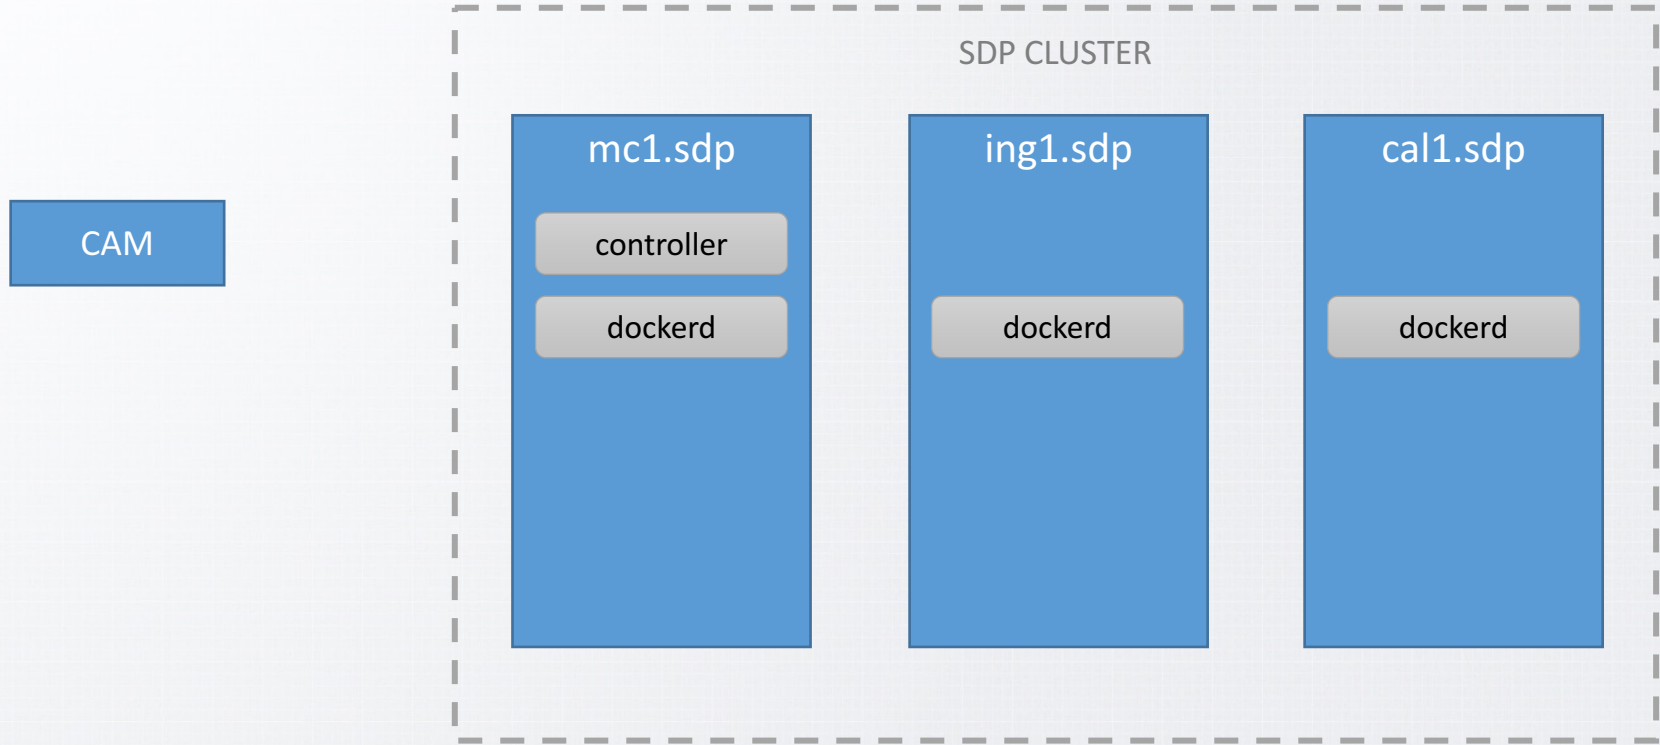 SDP CLUSTER
mc1.sdp
ing1.sdp
cal1.sdp
CAM
controller
dockerd
dockerd
dockerd